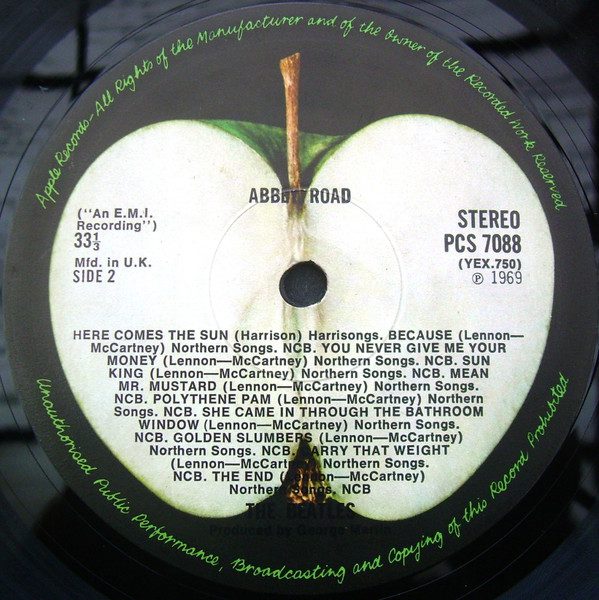 Apple Records—All Rights of the Manufacturer and of the Owner of the Recorded Work Reserved
ABBEY ROAD
("An E.M.I.
Recording")
33⅓
Mfd. in U.K.
SIDE 2
STEREO
PCS 7088
(YEX.750)
℗ 1969
HERE COMES THE SUN (Harrison) Harrisongs. BECAUSE (Lennon—
McCartney) Northern Songs. NCB. YOU NEVER GIVE ME YOUR
MONEY (Lennon—McCartney) Northern Songs. NCB. SUN
KING (Lennon—McCartney) Northern Songs. NCB. MEAN
MR. MUSTARD (Lennon—McCartney) Northern Songs.
NCB. POLYTHENE PAM (Lennon—McCartney) Northern
Songs. NCB. SHE CAME IN THROUGH THE BATHROOM
WINDOW (Lennon—McCartney) Northern Songs.
NCB. GOLDEN SLUMBERS (Lennon—McCartney)
Northern Songs. NCB. CARRY THAT WEIGHT
(Lennon—McCartney) Northern Songs.
NCB. THE END (Lennon—McCartney)
Northern Songs. NCB
THE BEATLES
Produced by George Martin
Unauthorised Public Performance, Broadcasting and Copying of this Record Prohibited